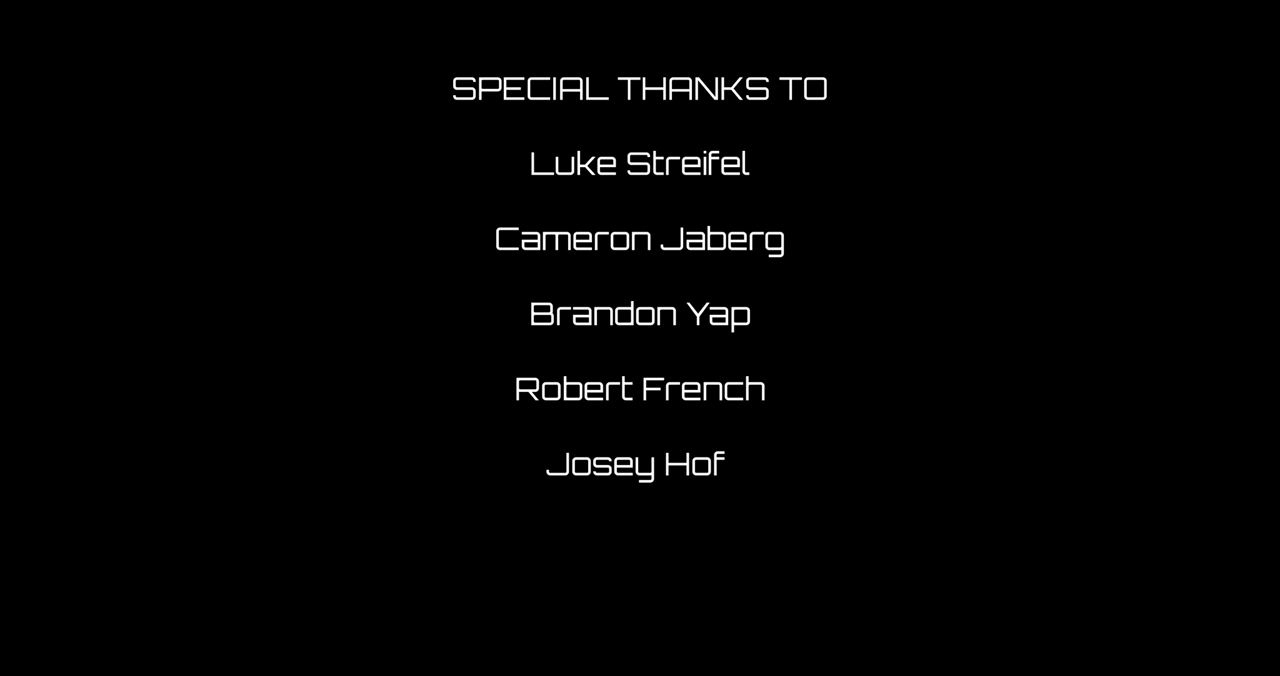 SPECIAL THANKS TO
Luke Streifel
Cameron Jaberg
Brandon Yap
Robert French
Josey Hof